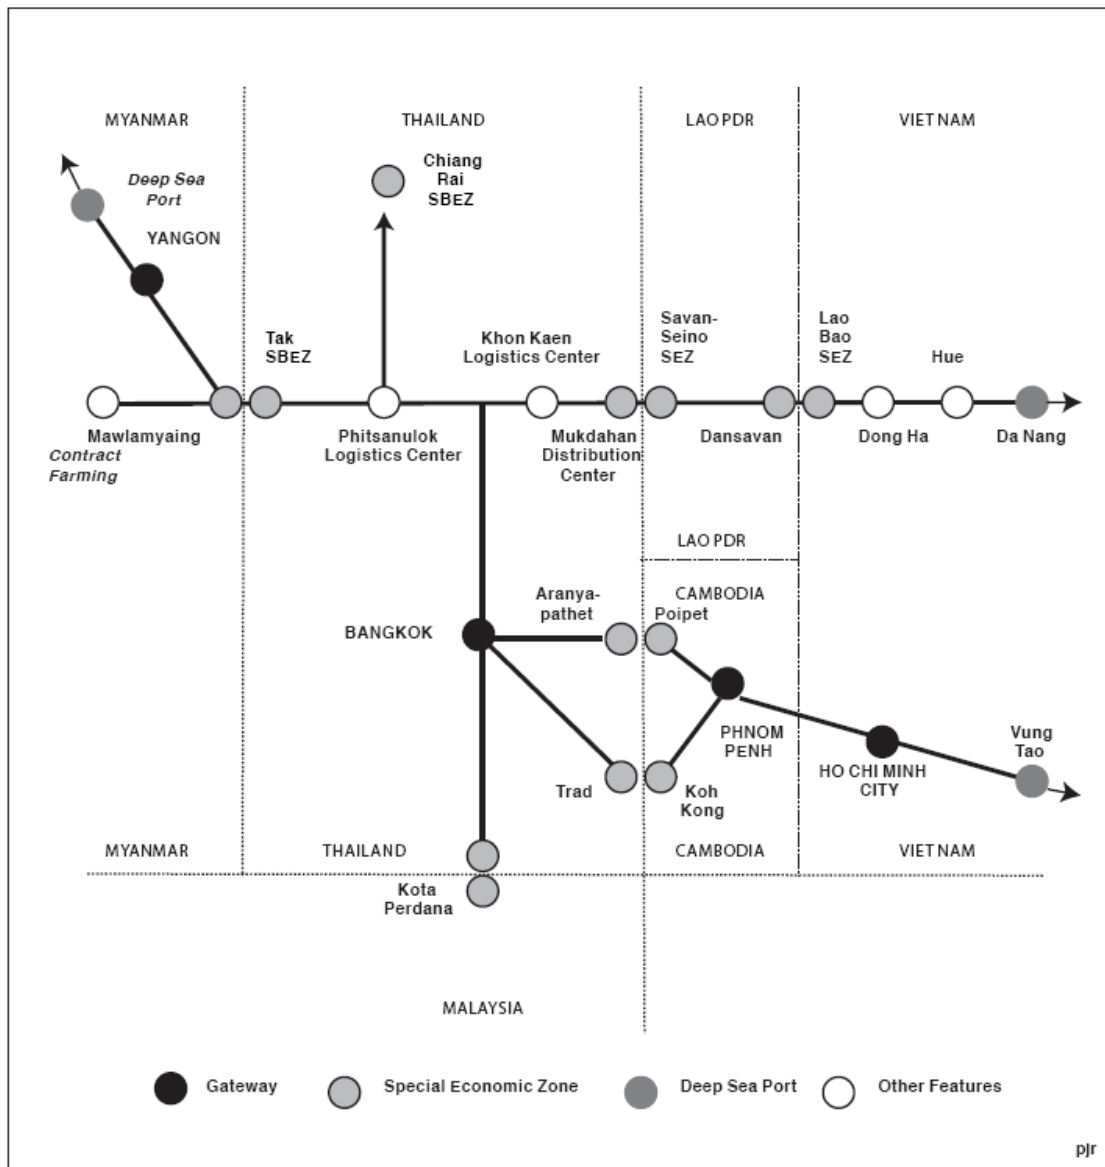 MYANMAR
THAILAND
LAO PDR
VIET NAM
Deep Sea
Port
YANGON
Chiang
Rai
SBEZ
Tak
SBEZ
Khon Kaen
Logistics Center
Savan-
Seino
SEZ
Lao
Bao
SEZ
Hue
Mawlamyaing
Contract
Farming
Phitsanulok
Logistics Center
Mukdahan
Distribution
Center
Dansavan
Dong Ha
Da Nang
LAO PDR
CAMBODIA
Aranya-
pathet
Poipet
BANGKOK
PHNOM
PENH
Vung
Tao
HO CHI MINH
CITY
Trad
Koh
Kong
MYANMAR
THAILAND
CAMBODIA
VIET NAM
Kota
Perdana
MALAYSIA
Gateway
Special Economic Zone
Deep Sea Port
Other Features
pjr